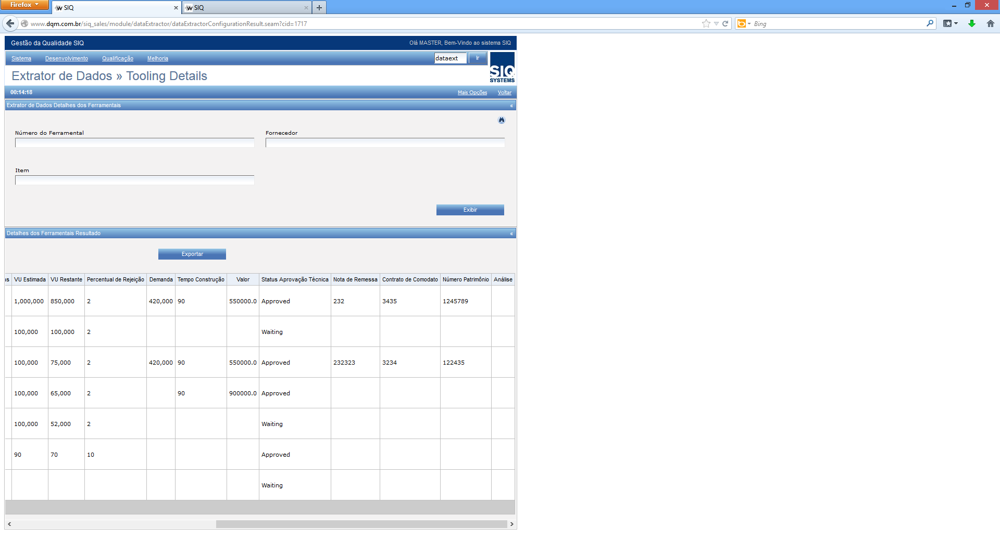 Firefox
SIQ
SIQ
www.dqm.com.br/siq_sales/module/dataExtractor/dataExtractorConfigurationResult.seam?cid=1717
Bing
Gestão da Qualidade SIQ
Olá MASTER, Bem-Vindo ao sistema SIQ
Sistema Desenvolvimento Qualificação Melhoria
dataext Ir
SIQ
SYSTEMS
Extrator de Dados » Tooling Details
00:14:18
Mais Opções Voltar
Extrator de Dados Detalhes dos Ferramentais «
Número do Ferramental Fornecedor
Item
Exibir
Detalhes dos Ferramentais Resultado «
Exportar
as VU Estimada VU Restante Percentual de Rejeição Demanda Tempo Construção Valor Status Aprovação Técnica Nota de Remessa Contrato de Comodato Número Patrimônio Análise
1,000,000 850,000 2 420,000 90 550000.0 Approved 232 3435 1245789
100,000 100,000 2 Waiting
100,000 75,000 2 420,000 90 550000.0 Approved 232323 3234 122435
100,000 65,000 2 90 900000.0 Approved
100,000 52,000 2 Waiting
90 70 10 Approved
Waiting